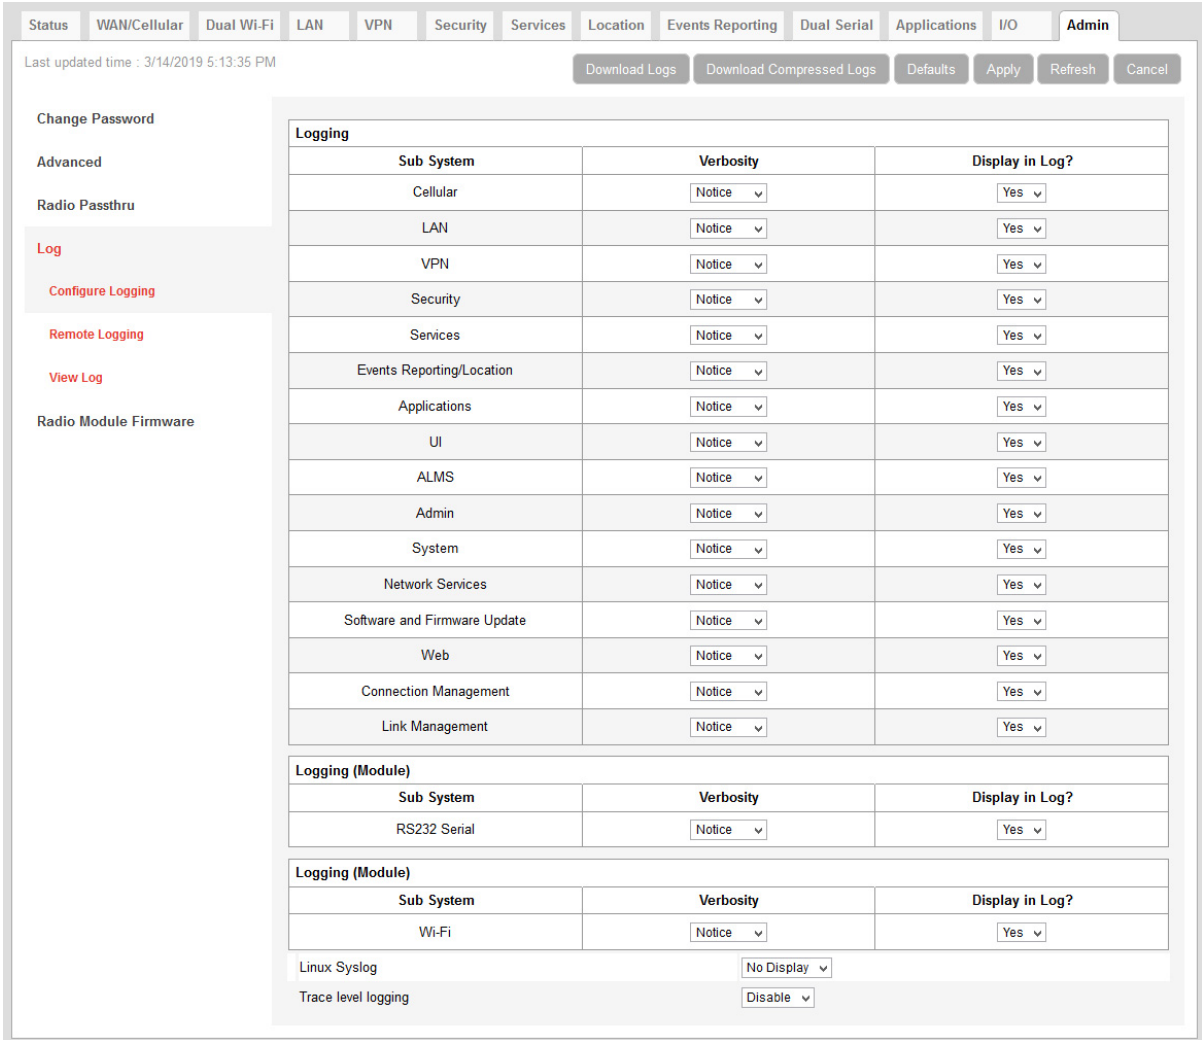 Status WAN/Cellular Dual Wi-Fi LAN VPN Security Services Location Events Reporting Dual Serial Applications I/O Admin
Last updated time : 3/14/2019 5:13:35 PM
Download Logs Download Compressed Logs Defaults Apply Refresh Cancel
Change Password
Advanced
Radio Passthru
Log
Configure Logging
Remote Logging
View Log
Radio Module Firmware
Logging
Sub System Verbosity Display in Log?
Cellular Notice Yes
LAN Notice Yes
VPN Notice Yes
Security Notice Yes
Services Notice Yes
Events Reporting/Location Notice Yes
Applications Notice Yes
UI Notice Yes
ALMS Notice Yes
Admin Notice Yes
System Notice Yes
Network Services Notice Yes
Software and Firmware Update Notice Yes
Web Notice Yes
Connection Management Notice Yes
Link Management Notice Yes
Logging (Module)
Sub System Verbosity Display in Log?
RS232 Serial Notice Yes
Logging (Module)
Sub System Verbosity Display in Log?
Wi-Fi Notice Yes
Linux Syslog No Display
Trace level logging Disable